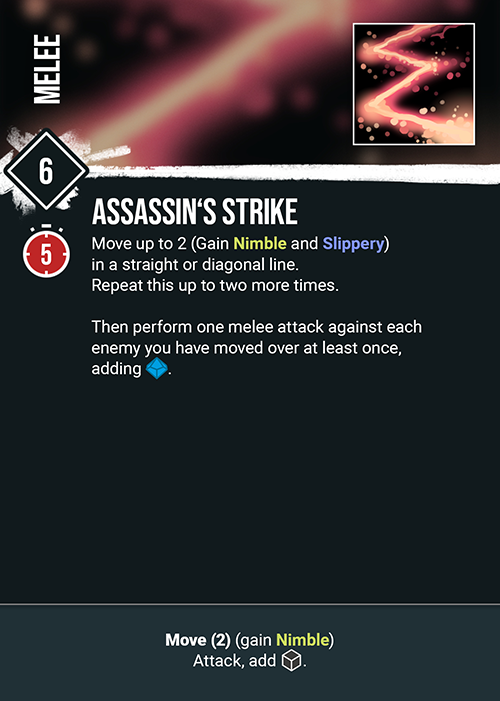 MELEE
6
ASSASSIN‘S STRIKE
5
Move up to 2 (Gain Nimble and Slippery)
in a straight or diagonal line.
Repeat this up to two more times.
Then perform one melee attack against each
enemy you have moved over at least once,
adding .
Move (2) (gain Nimble)
Attack, add .